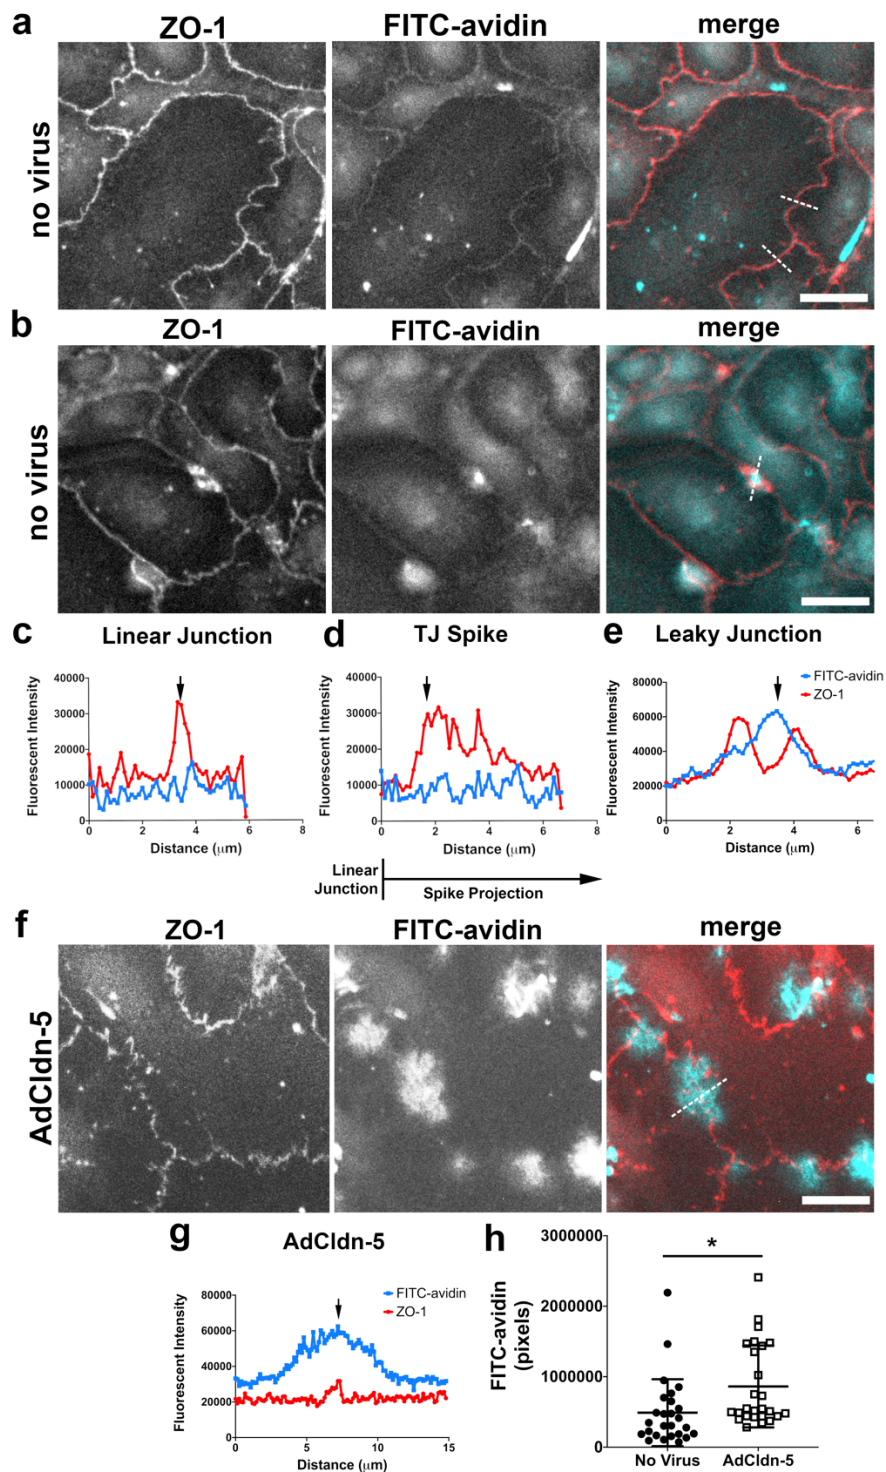 a
ZO-1 FITC-avidin merge
no virus
b
ZO-1 FITC-avidin merge
no virus
c
Linear Junction
Fluorescent Intensity
40000
30000
20000
10000
0
0 2 4 6 8
Distance (μm)
d
TJ Spike
Fluorescent Intensity
40000
30000
20000
10000
0
0 2 4 6 8
Distance (μm)
Linear
Junction
Spike Projection
e
Leaky Junction
Fluorescent Intensity
80000
60000
40000
20000
0
0 2 4 6
Distance (μm)
FITC-avidin
ZO-1
f
ZO-1 FITC-avidin merge
AdCldn-5
g
AdCldn-5
Fluorescent Intensity
80000
60000
40000
20000
0
0 5 10 15
Distance (μm)
FITC-avidin
ZO-1
h
FITC-avidin
(pixels)
3000000
2000000
1000000
0
*
No Virus AdCldn-5